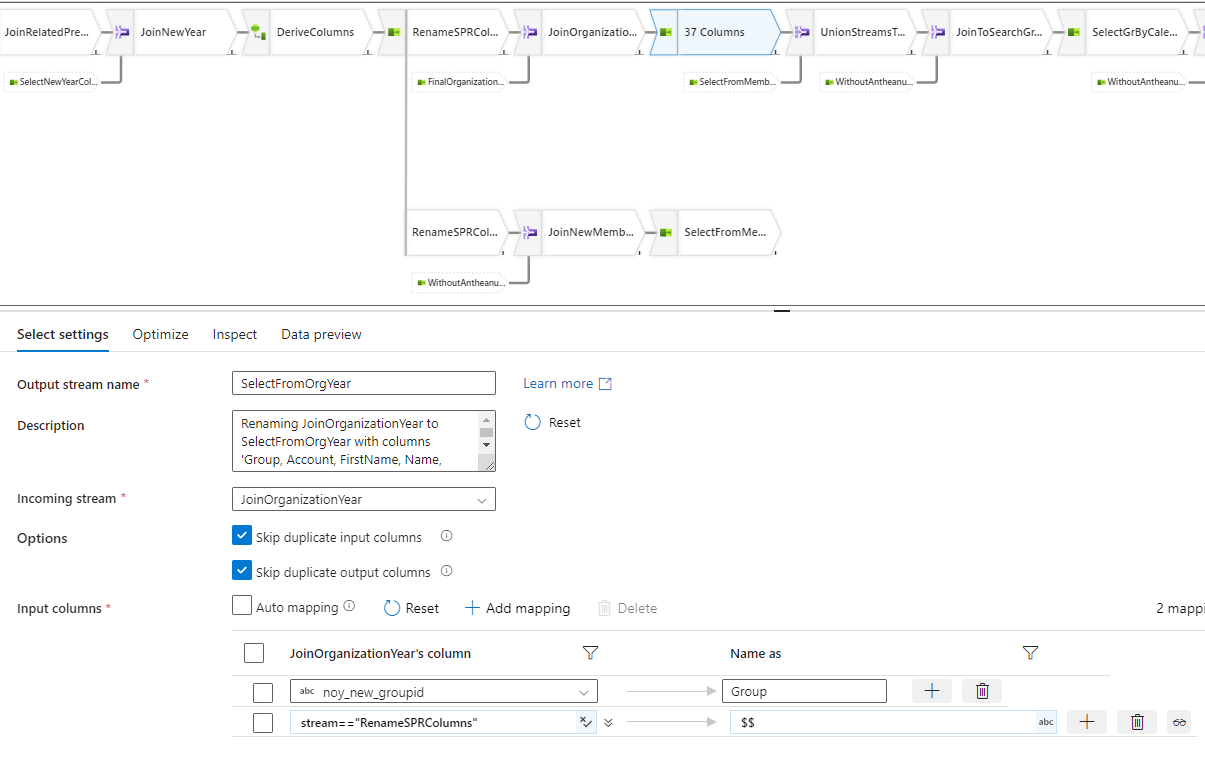 JoinRelatedPre...
JoinNewYear
DeriveColumns
RenameSPRCol...
JoinOrganizatio...
37 Columns
UnionStreamsT...
JoinToSearchGr...
SelectGrByCale...
SelectNewYearCol...
FinalOrganization...
SelectFromMemb...
WithoutAntheanu...
WithoutAntheanu...
RenameSPRCol...
JoinNewMemb...
SelectFromMe...
WithoutAntheanu...
Select settings
Optimize
Inspect
Data preview
Output stream name *
SelectFromOrgYear
Learn more
Description
Renaming JoinOrganizationYear to
SelectFromOrgYear with columns
'Group, Account, FirstName, Name,
Reset
Incoming stream *
JoinOrganizationYear
Options
Skip duplicate input columns
Skip duplicate output columns
Input columns *
Auto mapping
Reset
Add mapping
Delete
2 mappi
JoinOrganizationYear's column
Name as
abc noy_new_groupid
Group
stream=="RenameSPRColumns"
$$
abc